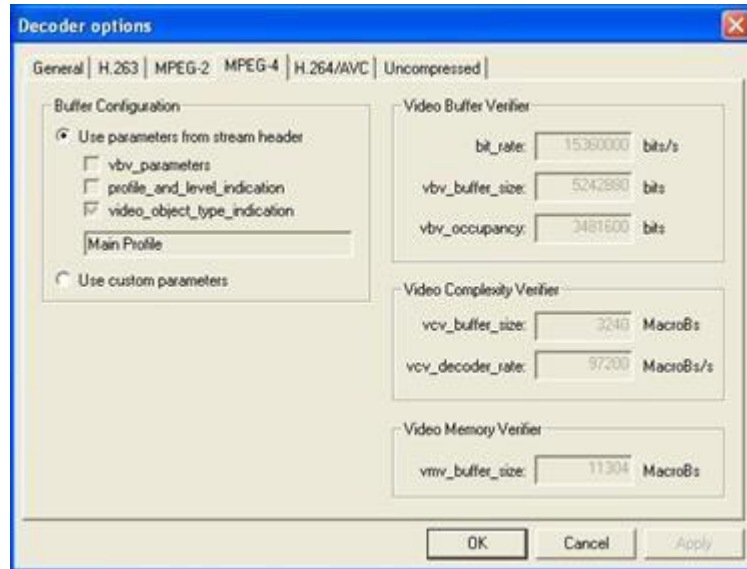 Decoder options
General H.263 MPEG-2 MPEG-4 H.264/AVC Uncompressed
Buffer Configuration
Use parameters from stream header
vbv_parameters
profile_and_level_indication
video_object_type_indication
Main Profile
Use custom parameters
Video Buffer Verifier
bit_rate: 15360000 bits/s
vbv_buffer_size: 5242880 bits
vbv_occupancy: 3481600 bits
Video Complexity Verifier
vcv_buffer_size: 3240 MacroBs
vcv_decoder_rate: 97200 MacroBs/s
Video Memory Verifier
vmv_buffer_size: 11304 MacroBs
OK Cancel Apply